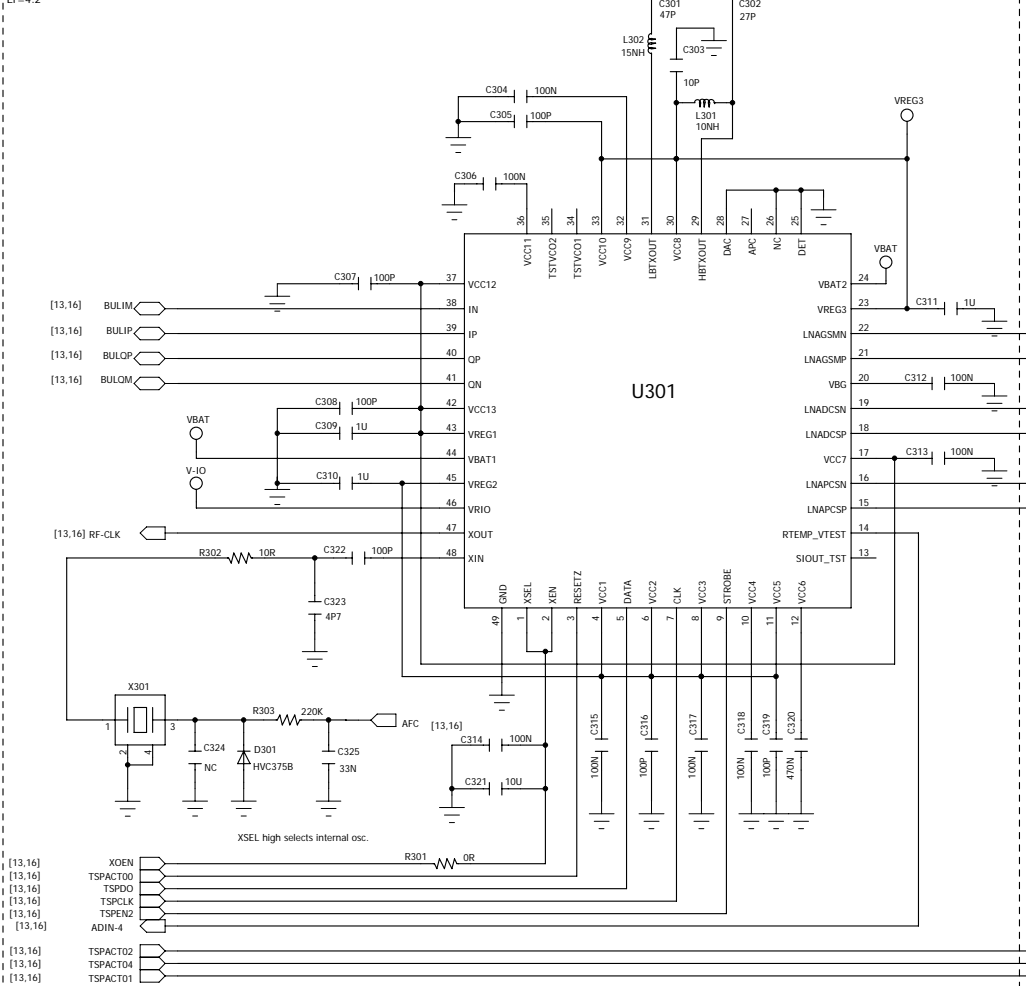 C301
47P
C302
27P
L302
15NH
C303
10P
L301
10NH
C304 100N
C305 100P
VREG3
C306 100N
36 35 34 33 32 31 30 29 28 27 26 25
VCC11 TSTVCO2 TSTVCO1 VCC10 VCC9 LBTXOUT VCC8 HBTXOUT DAC APC NC DET
VBAT
C307 100P 37 VCC12 VBAT2 24
[13,16] BULIM 38 IN VREG3 23 C311 1U
[13,16] BULIP 39 IP LNAGSMN 22
[13,16] BULQP 40 QP LNAGSMP 21
[13,16] BULQM 41 QN VBG 20 C312 100N
U301
C308 100P 42 VCC13 LNADCSN 19
VBAT
C309 1U 43 VREG1 LNADCSP 18
44 VBAT1 VCC7 17 C313 100N
V-IO
C310 1U 45 VREG2 LNAPCSN 16
46 VRIO LNAPCSP 15
[13,16] RF-CLK 47 XOUT RTEMP_VTEST 14
R302 10R C322 100P 48 XIN SIOUT_TST 13
GND XSEL XEN RESETZ VCC1 DATA VCC2 CLK VCC3 STROBE VCC4 VCC5 VCC6
49 1 2 3 4 5 6 7 8 9 10 11 12
C323
4P7
X301
1 3
2 4
R303 220K
AFC [13,16]
C324
NC
D301
HVC375B
C325
33N
C314 100N
C321 10U
C315 100N
C316 100P
C317 100N
C318 100N
C319 100P
C320 470N
XSEL high selects internal osc.
R301 0R
[13,16] XOEN
[13,16] TSPACT00
[13,16] TSPDO
[13,16] TSPCLK
[13,16] TSPEN2
[13,16] ADIN-4
[13,16] TSPACT02
[13,16] TSPACT04
[13,16] TSPACT01